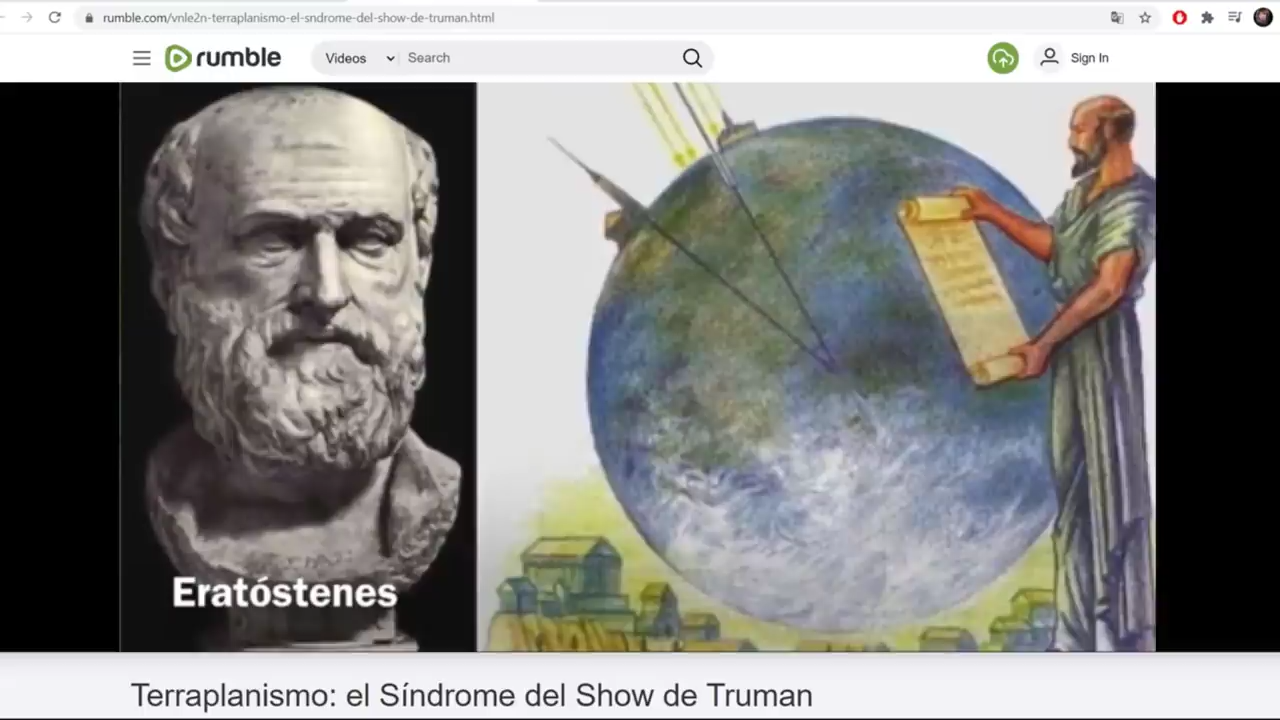 rumble.com/vnle2n-terraplanismo-el-sndrome-del-show-de-truman.html
rumble
Videos
Search
Sign In
Eratóstenes
Terraplanismo: el Síndrome del Show de Truman